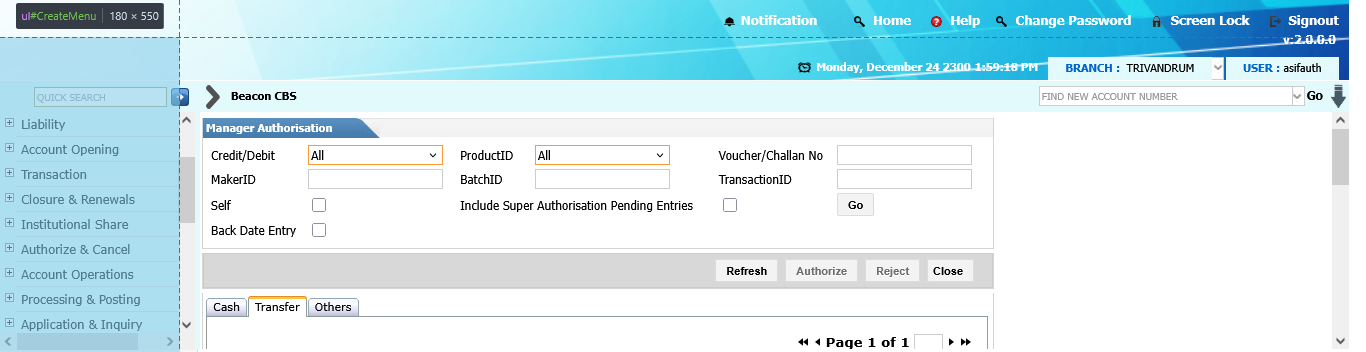 ul#CreateMenu 180 × 550
Notification Home Help Change Password Screen Lock Signout
v:2.0.0.0
Monday, December 24 2300 1:59:18 PM BRANCH : TRIVANDRUM USER : asifauth
QUICK SEARCH Beacon CBS FIND NEW ACCOUNT NUMBER Go
Liability
Account Opening
Transaction
Closure & Renewals
Institutional Share
Authorize & Cancel
Account Operations
Processing & Posting
Application & Inquiry
Manager Authorisation
Credit/Debit All ProductID All Voucher/Challan No
MakerID BatchID TransactionID
Self Include Super Authorisation Pending Entries Go
Back Date Entry
Refresh Authorize Reject Close
Cash Transfer Others
Page 1 of 1